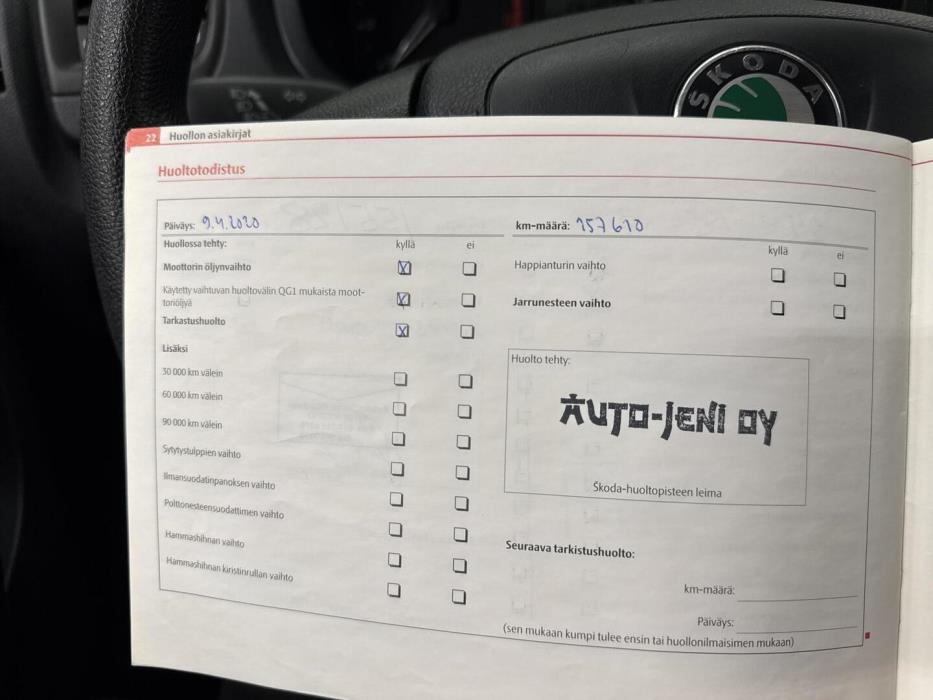 SKODA
22 Huollon asiakirjat
Huoltotodistus
Päiväys: 9.4.2020
Huollossa tehty: kyllä ei
Moottorin öljynvaihto
Käytetty vaihtuvan huoltovälin QG1 mukaista moot-
toriöljyä
Tarkastushuolto
Lisäksi
30 000 km välein
60 000 km välein
90 000 km välein
Sytytystulppien vaihto
Ilmansuodatinpanoksen vaihto
Polttonesteensuodattimen vaihto
Hammashihnan vaihto
Hammashihnan kiristinrullan vaihto
km-määrä: 157610
kyllä ei
Happianturin vaihto
Jarrunesteen vaihto
Huolto tehty:
AUTO-JENI OY
Škoda-huoltopisteen leima
Seuraava tarkistushuolto:
km-määrä:
Päiväys:
(sen mukaan kumpi tulee ensin tai huollonilmaisimen mukaan)